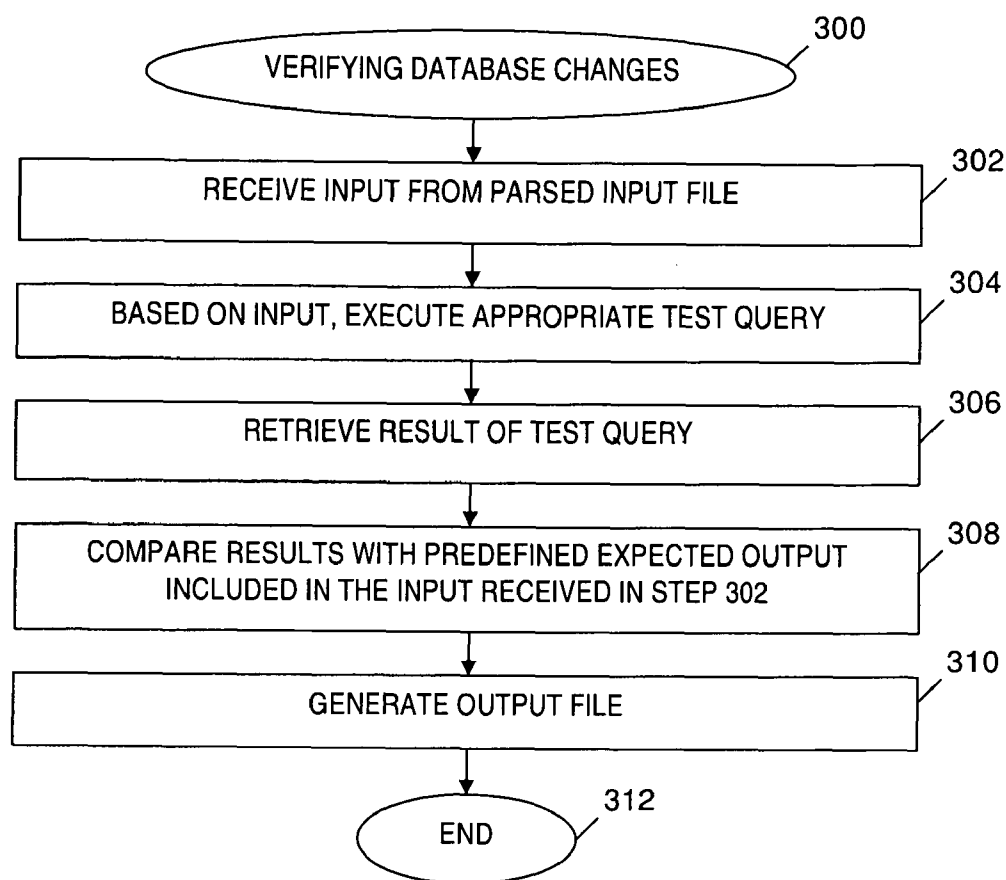 300
VERIFYING DATABASE CHANGES
302
RECEIVE INPUT FROM PARSED INPUT FILE
304
BASED ON INPUT, EXECUTE APPROPRIATE TEST QUERY
306
RETRIEVE RESULT OF TEST QUERY
308
COMPARE RESULTS WITH PREDEFINED EXPECTED OUTPUT
INCLUDED IN THE INPUT RECEIVED IN STEP 302
310
GENERATE OUTPUT FILE
312
END